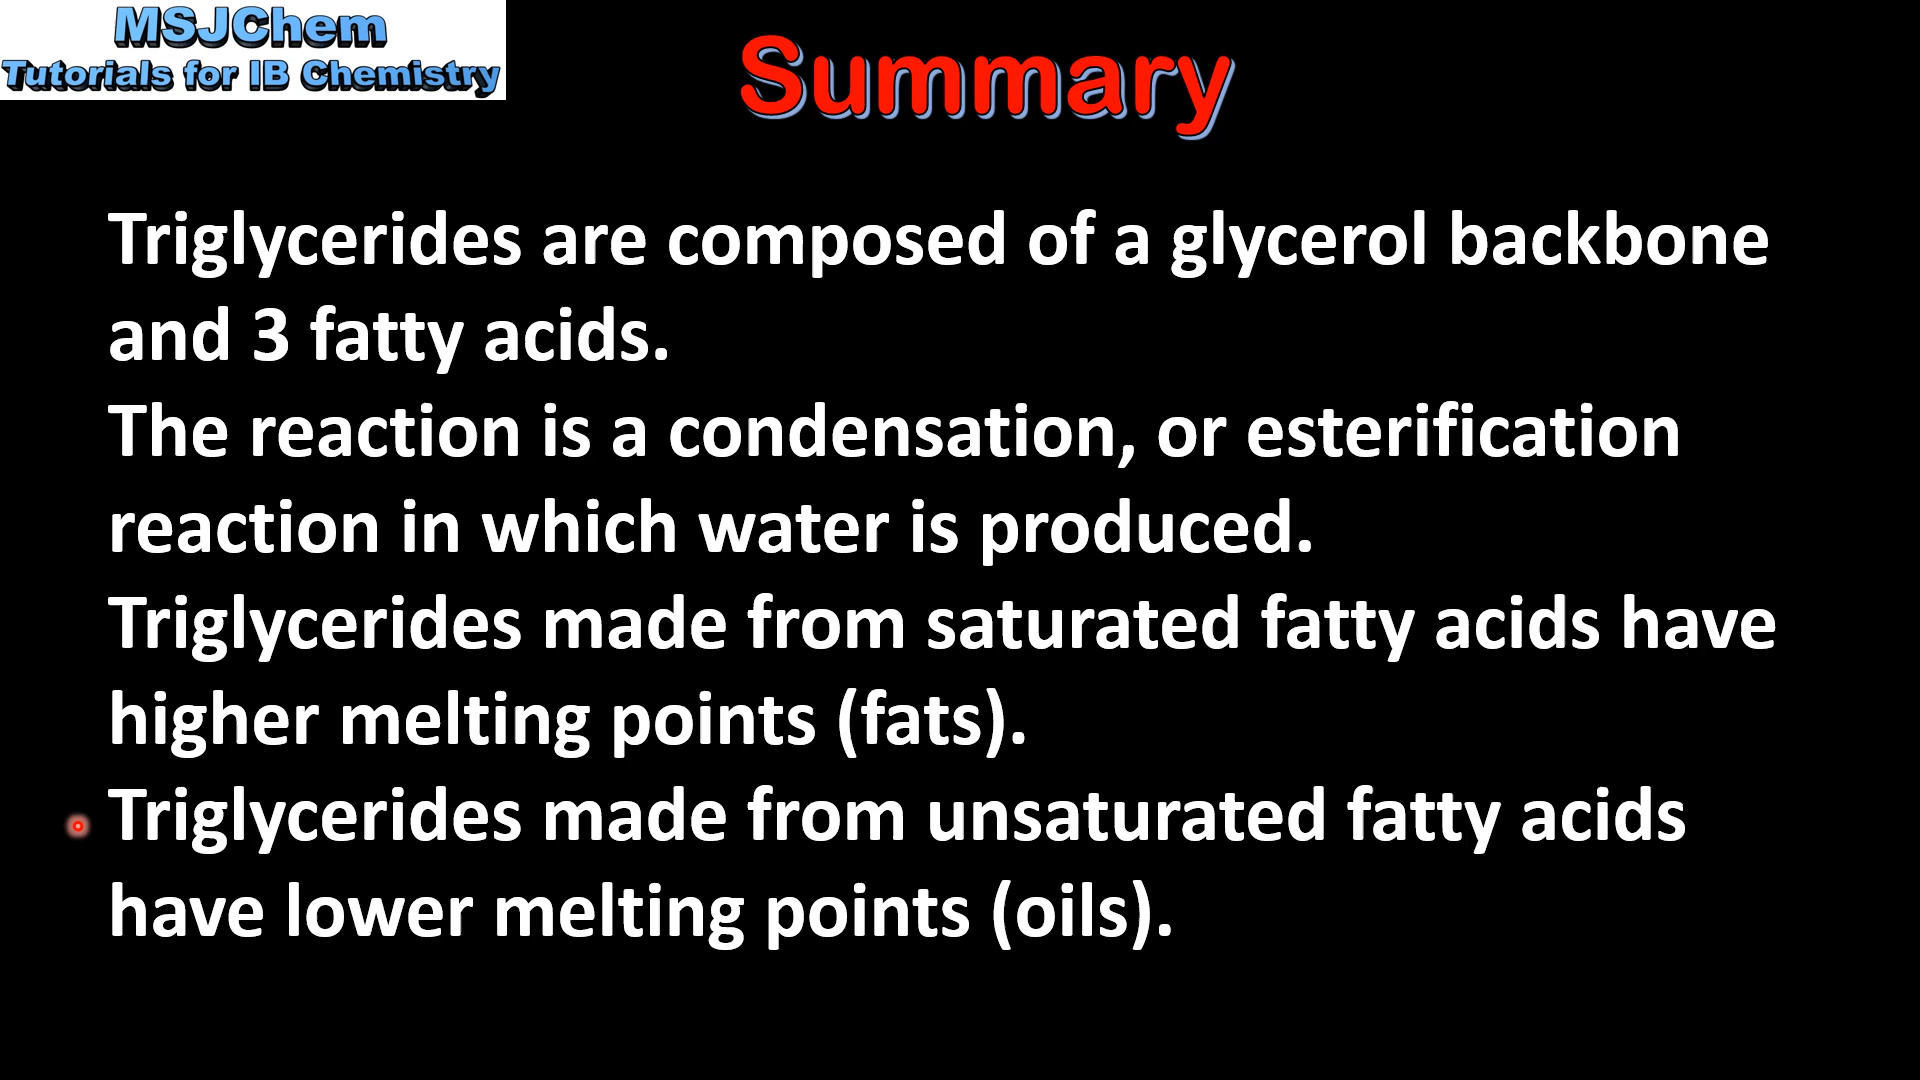 MSJChem
Tutorials for IB Chemistry
Summary
Triglycerides are composed of a glycerol backbone
and 3 fatty acids.
The reaction is a condensation, or esterification
reaction in which water is produced.
Triglycerides made from saturated fatty acids have
higher melting points (fats).
Triglycerides made from unsaturated fatty acids
have lower melting points (oils).